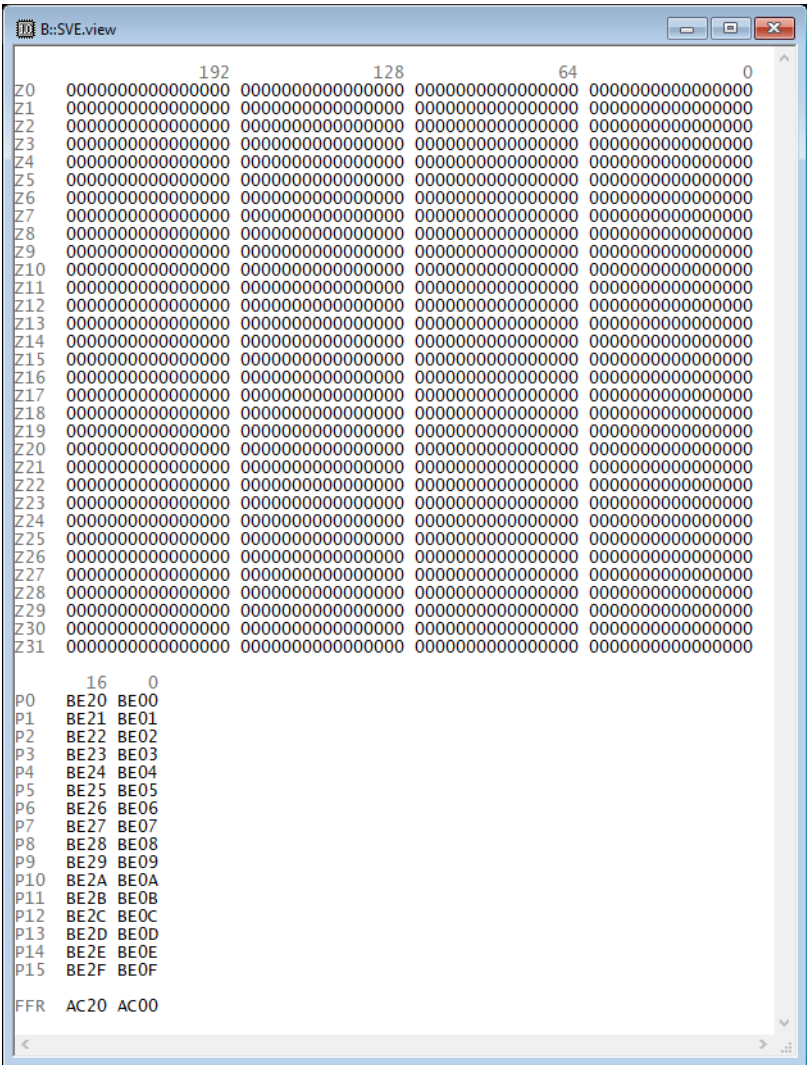 B::SVE.view
192 128 64 0
Z0 0000000000000000 0000000000000000 0000000000000000 0000000000000000
Z1 0000000000000000 0000000000000000 0000000000000000 0000000000000000
Z2 0000000000000000 0000000000000000 0000000000000000 0000000000000000
Z3 0000000000000000 0000000000000000 0000000000000000 0000000000000000
Z4 0000000000000000 0000000000000000 0000000000000000 0000000000000000
Z5 0000000000000000 0000000000000000 0000000000000000 0000000000000000
Z6 0000000000000000 0000000000000000 0000000000000000 0000000000000000
Z7 0000000000000000 0000000000000000 0000000000000000 0000000000000000
Z8 0000000000000000 0000000000000000 0000000000000000 0000000000000000
Z9 0000000000000000 0000000000000000 0000000000000000 0000000000000000
Z10 0000000000000000 0000000000000000 0000000000000000 0000000000000000
Z11 0000000000000000 0000000000000000 0000000000000000 0000000000000000
Z12 0000000000000000 0000000000000000 0000000000000000 0000000000000000
Z13 0000000000000000 0000000000000000 0000000000000000 0000000000000000
Z14 0000000000000000 0000000000000000 0000000000000000 0000000000000000
Z15 0000000000000000 0000000000000000 0000000000000000 0000000000000000
Z16 0000000000000000 0000000000000000 0000000000000000 0000000000000000
Z17 0000000000000000 0000000000000000 0000000000000000 0000000000000000
Z18 0000000000000000 0000000000000000 0000000000000000 0000000000000000
Z19 0000000000000000 0000000000000000 0000000000000000 0000000000000000
Z20 0000000000000000 0000000000000000 0000000000000000 0000000000000000
Z21 0000000000000000 0000000000000000 0000000000000000 0000000000000000
Z22 0000000000000000 0000000000000000 0000000000000000 0000000000000000
Z23 0000000000000000 0000000000000000 0000000000000000 0000000000000000
Z24 0000000000000000 0000000000000000 0000000000000000 0000000000000000
Z25 0000000000000000 0000000000000000 0000000000000000 0000000000000000
Z26 0000000000000000 0000000000000000 0000000000000000 0000000000000000
Z27 0000000000000000 0000000000000000 0000000000000000 0000000000000000
Z28 0000000000000000 0000000000000000 0000000000000000 0000000000000000
Z29 0000000000000000 0000000000000000 0000000000000000 0000000000000000
Z30 0000000000000000 0000000000000000 0000000000000000 0000000000000000
Z31 0000000000000000 0000000000000000 0000000000000000 0000000000000000
16 0
P0 BE20 BE00
P1 BE21 BE01
P2 BE22 BE02
P3 BE23 BE03
P4 BE24 BE04
P5 BE25 BE05
P6 BE26 BE06
P7 BE27 BE07
P8 BE28 BE08
P9 BE29 BE09
P10 BE2A BE0A
P11 BE2B BE0B
P12 BE2C BE0C
P13 BE2D BE0D
P14 BE2E BE0E
P15 BE2F BE0F
FFR AC20 AC00